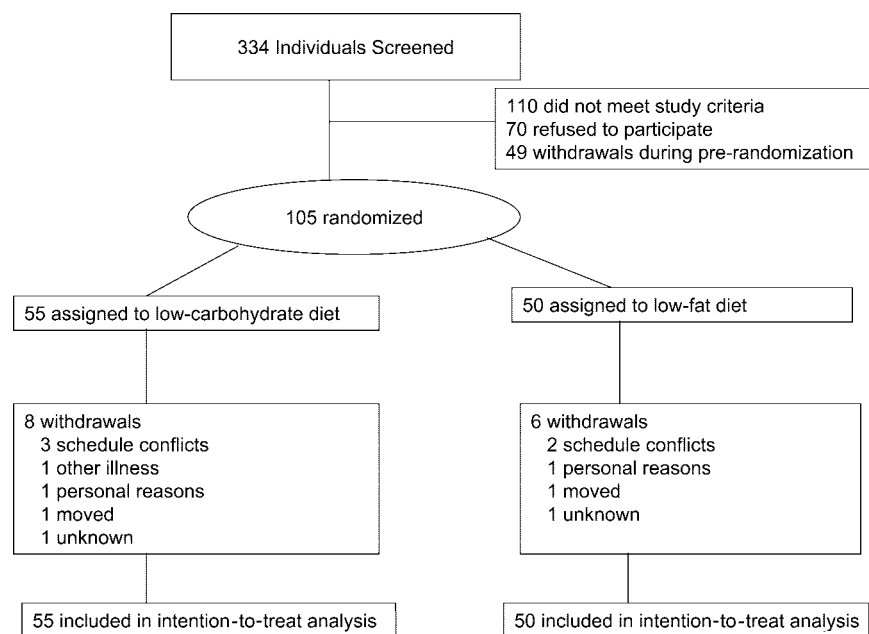 334 Individuals Screened
110 did not meet study criteria
70 refused to participate
49 withdrawals during pre-randomization
105 randomized
55 assigned to low-carbohydrate diet
50 assigned to low-fat diet
8 withdrawals
3 schedule conflicts
1 other illness
1 personal reasons
1 moved
1 unknown
6 withdrawals
2 schedule conflicts
1 personal reasons
1 moved
1 unknown
55 included in intention-to-treat analysis
50 included in intention-to-treat analysis